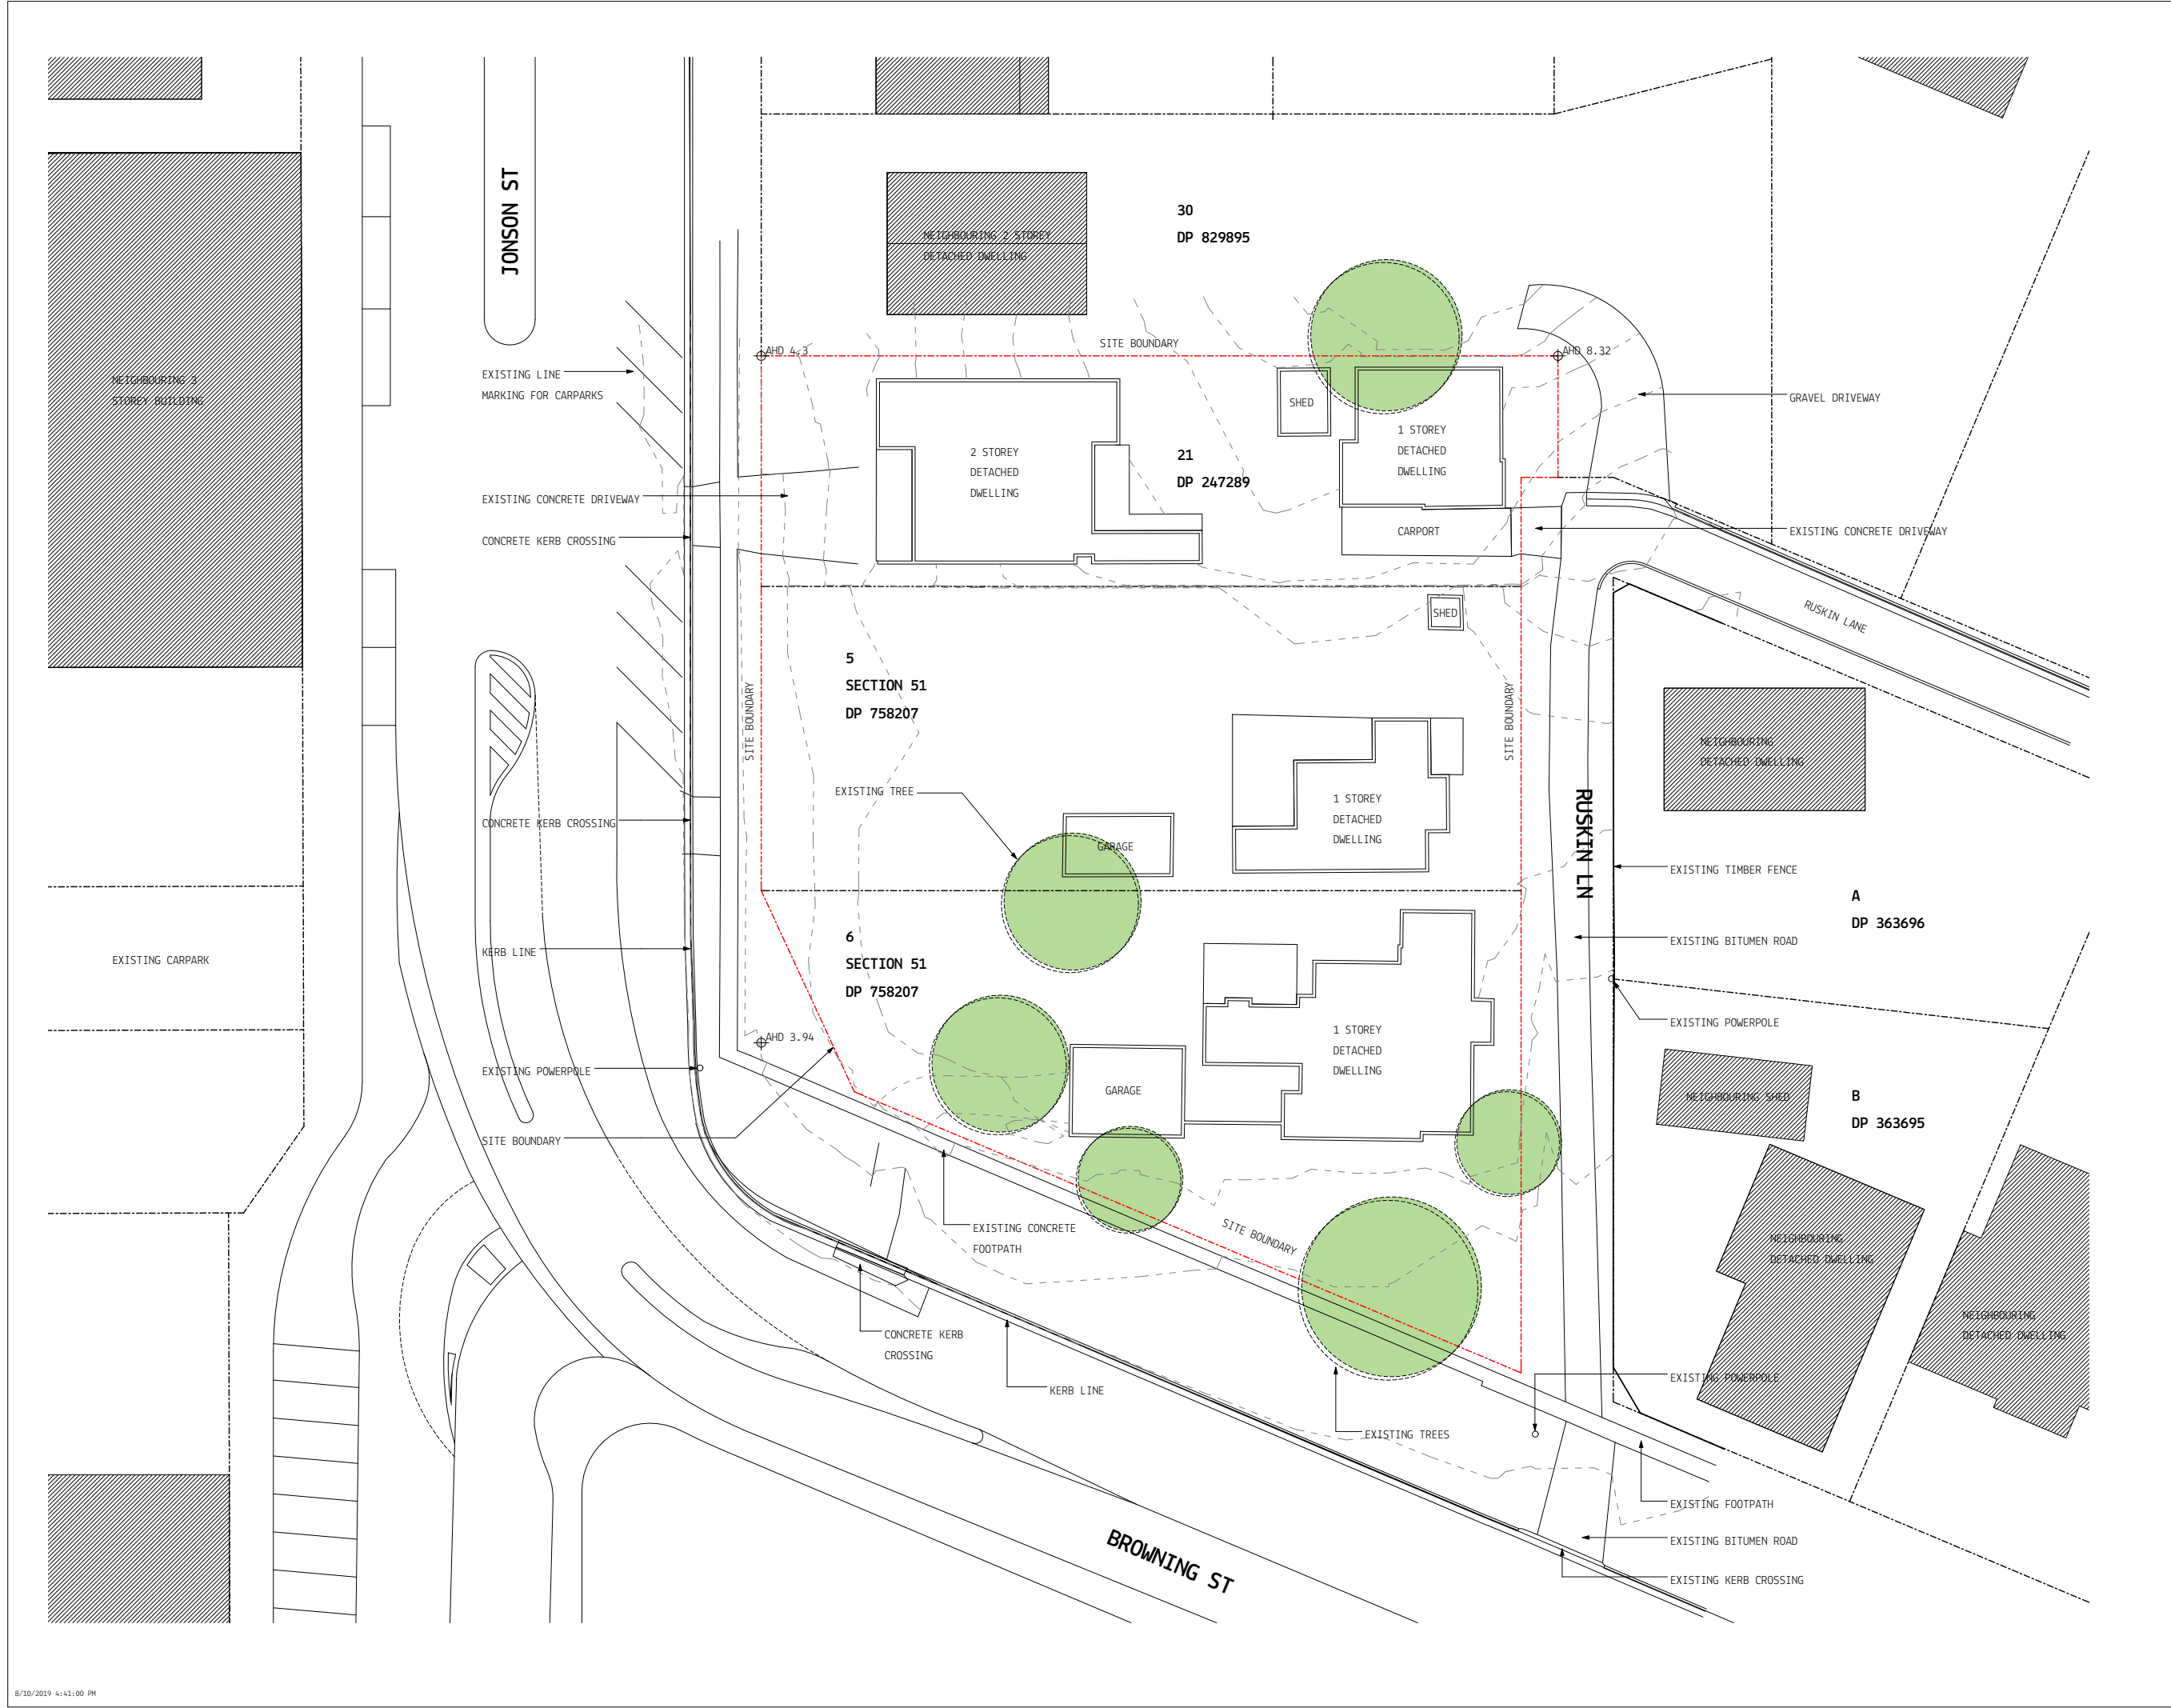 JONSON ST
30
DP 829895
NEIGHBOURING 2 STOREY
DETACHED DWELLING
SITE BOUNDARY
AHD 4.3
AHD 8.32
EXISTING LINE
MARKING FOR CARPARKS
NEIGHBOURING 3
STOREY BUILDING
GRAVEL DRIVEWAY
SHED
1 STOREY
DETACHED
DWELLING
2 STOREY
DETACHED
DWELLING
21
DP 247289
EXISTING CONCRETE DRIVEWAY
CARPORT
EXISTING CONCRETE DRIVEWAY
CONCRETE KERB CROSSING
SHED
RUSKIN LANE
5
SECTION 51
DP 758207
SITE BOUNDARY
SITE BOUNDARY
NEIGHBOURING
DETACHED DWELLING
EXISTING TREE
1 STOREY
DETACHED
DWELLING
RUSKIN LN
CONCRETE KERB CROSSING
GARAGE
EXISTING TIMBER FENCE
A
DP 363696
6
SECTION 51
DP 758207
EXISTING BITUMEN ROAD
KERB LINE
EXISTING CARPARK
EXISTING POWERPOLE
AHD 3.94
1 STOREY
DETACHED
DWELLING
EXISTING POWERPOLE
GARAGE
NEIGHBOURING SHED
B
DP 363695
SITE BOUNDARY
EXISTING CONCRETE
FOOTPATH
SITE BOUNDARY
NEIGHBOURING
DETACHED DWELLING
NEIGHBOURING
DETACHED DWELLING
CONCRETE KERB
CROSSING
KERB LINE
EXISTING POWERPOLE
EXISTING TREES
EXISTING FOOTPATH
EXISTING BITUMEN ROAD
BROWNING ST
EXISTING KERB CROSSING
8/10/2019 4:41:00 PM